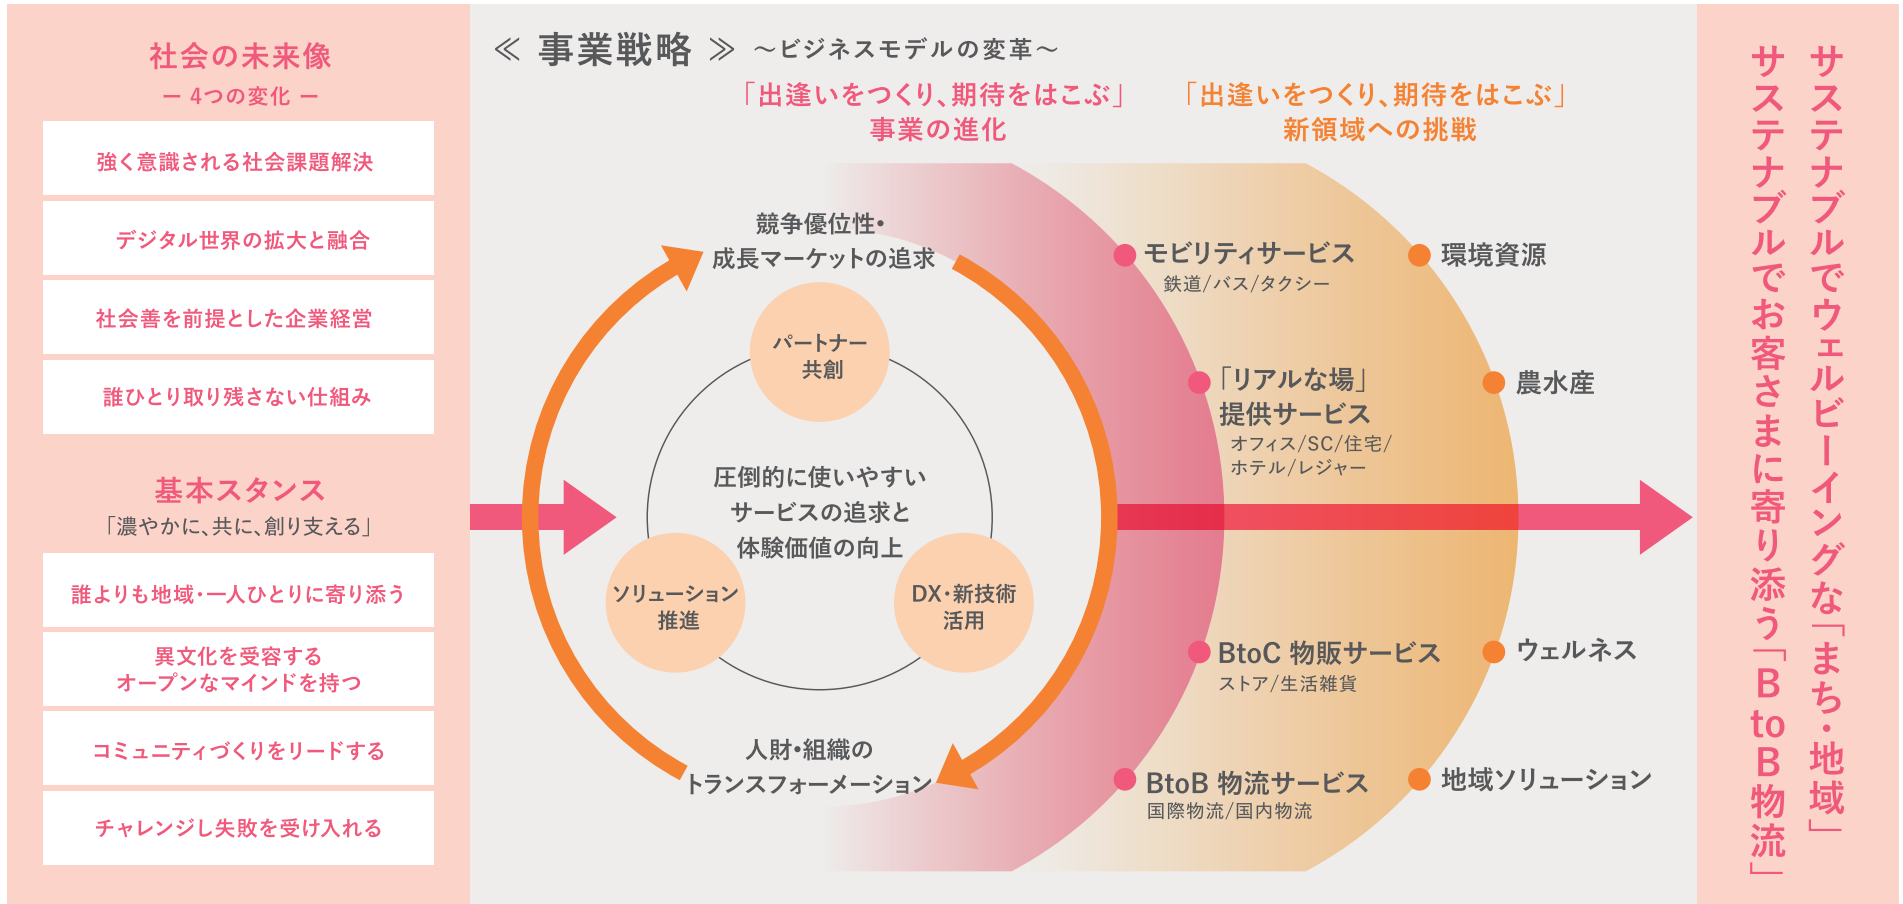 社会の未来像
ー 4つの変化 ー
強く意識される社会課題解決
デジタル世界の拡大と融合
社会善を前提とした企業経営
誰ひとり取り残さない仕組み
基本スタンス
「濃やかに、共に、創り支える」
誰よりも地域・一人ひとりに寄り添う
異文化を受容する
オープンなマインドを持つ
コミュニティづくりをリードする
チャレンジし失敗を受け入れる
≪ 事業戦略 ≫ ～ビジネスモデルの変革～
「出逢いをつくり、期待をはこぶ」
事業の進化
「出逢いをつくり、期待をはこぶ」
新領域への挑戦
競争優位性・
成長マーケットの追求
パートナー
共創
圧倒的に使いやすい
サービスの追求と
体験価値の向上
ソリューション
推進
DX・新技術
活用
人財・組織の
トランスフォーメーション
モビリティサービス
鉄道/バス/タクシー
「リアルな場」
提供サービス
オフィス/SC/住宅/
ホテル/レジャー
BtoC 物販サービス
ストア/生活雑貨
BtoB 物流サービス
国際物流/国内物流
環境資源
農水産
ウェルネス
地域ソリューション
サステナブルでウェルビーイングな「まち・地域」
サステナブルでお客さまに寄り添う「B to B 物流」